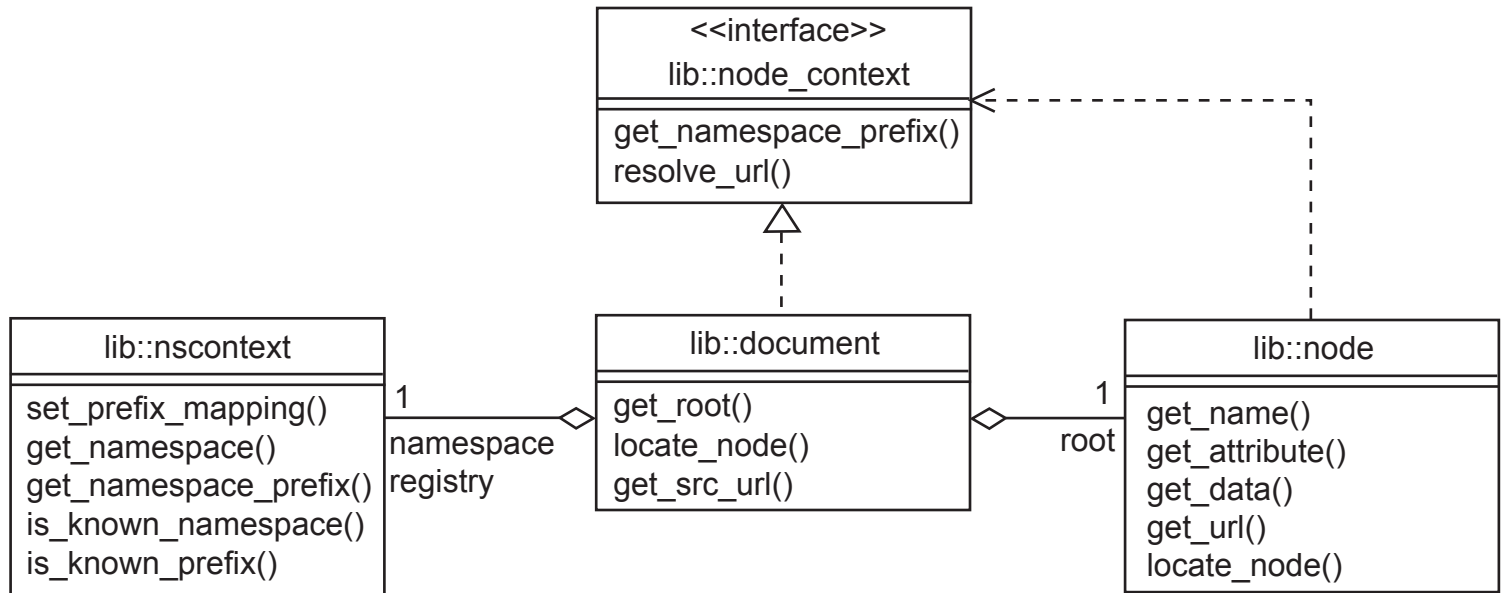 <<interface>>
lib::node_context
get_namespace_prefix()
resolve_url()
lib::nscontext
set_prefix_mapping()
get_namespace()
get_namespace_prefix()
is_known_namespace()
is_known_prefix()
1
namespace
registry
lib::document
get_root()
locate_node()
get_src_url()
1
root
lib::node
get_name()
get_attribute()
get_data()
get_url()
locate_node()